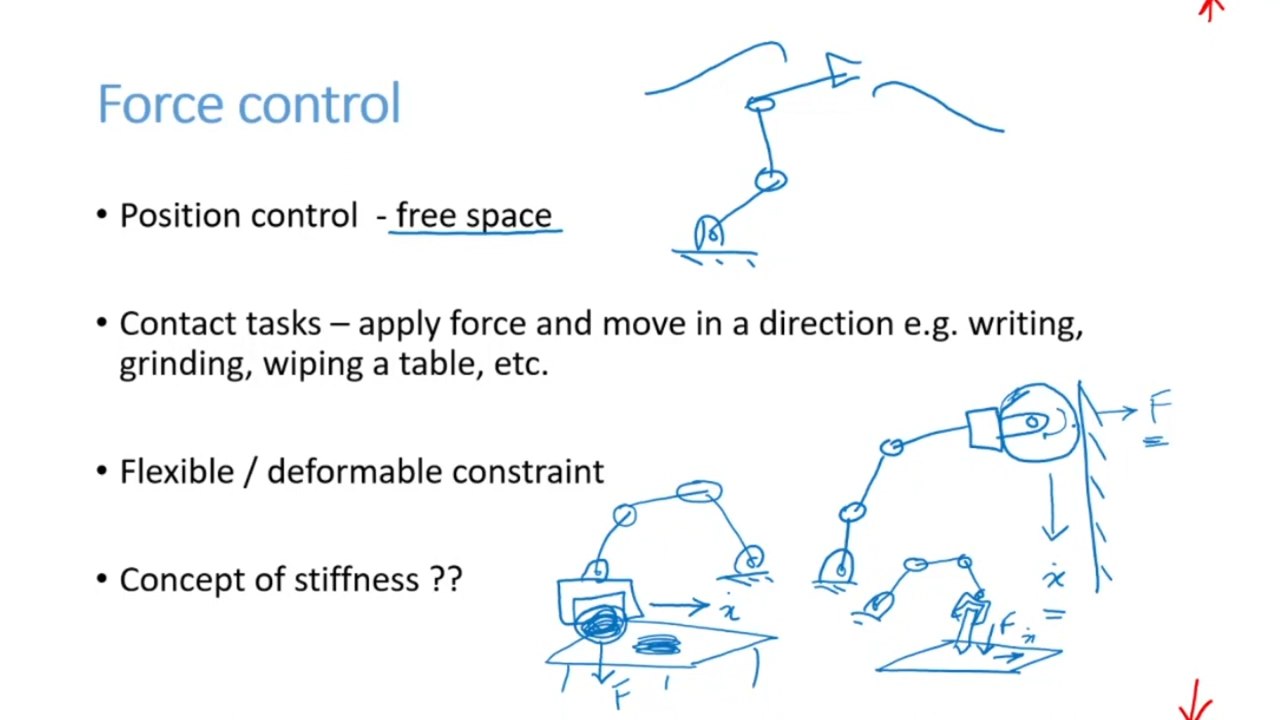 Force control
• Position control - free space
• Contact tasks – apply force and move in a direction e.g. writing,
grinding, wiping a table, etc.
F
• Flexible / deformable constraint
• Concept of stiffness ??
ẋ
ẋ
F
ẋ
F